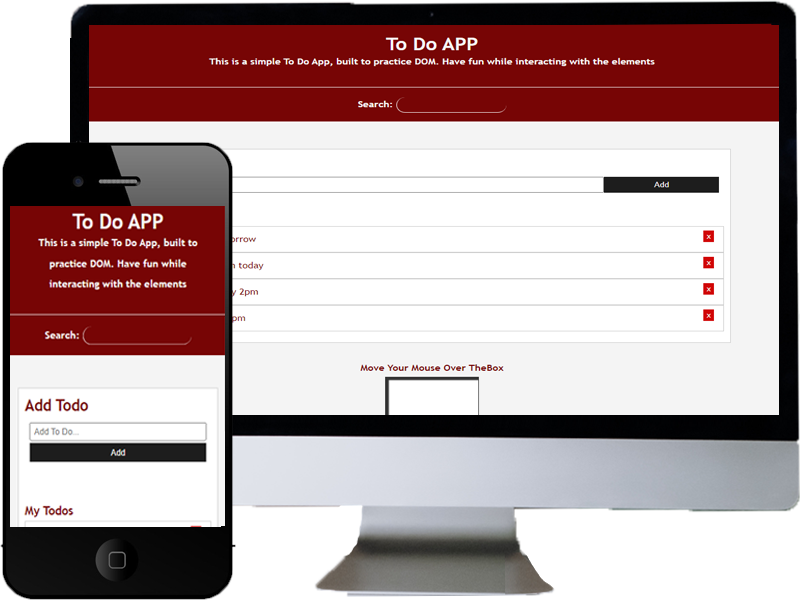 To Do APP
This is a simple To Do App, built to practice DOM. Have fun while interacting with the elements
Search:
Add
x
today
x
2pm
x
x
Move Your Mouse Over TheBox
To Do APP
This is a simple To Do App, built to
practice DOM. Have fun while
interacting with the elements
Search:
Add Todo
Add To Do...
Add
My Todos